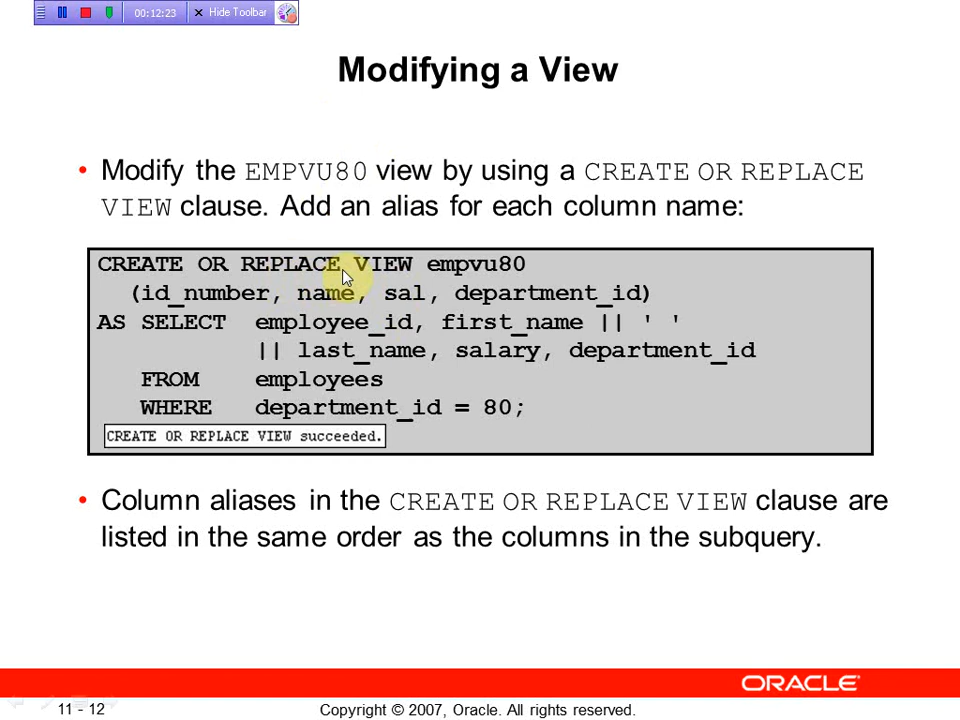 00:12:23 × Hide Toolbar
Modifying a View
• Modify the EMPVU80 view by using a CREATE OR REPLACE
VIEW clause. Add an alias for each column name:
CREATE OR REPLACE VIEW empvu80
(id_number, name, sal, department_id)
AS SELECT employee_id, first_name || ' '
|| last_name, salary, department_id
FROM employees
WHERE department_id = 80;
CREATE OR REPLACE VIEW succeeded.
• Column aliases in the CREATE OR REPLACE VIEW clause are
listed in the same order as the columns in the subquery.
ORACLE
11 - 12 Copyright © 2007, Oracle. All rights reserved.